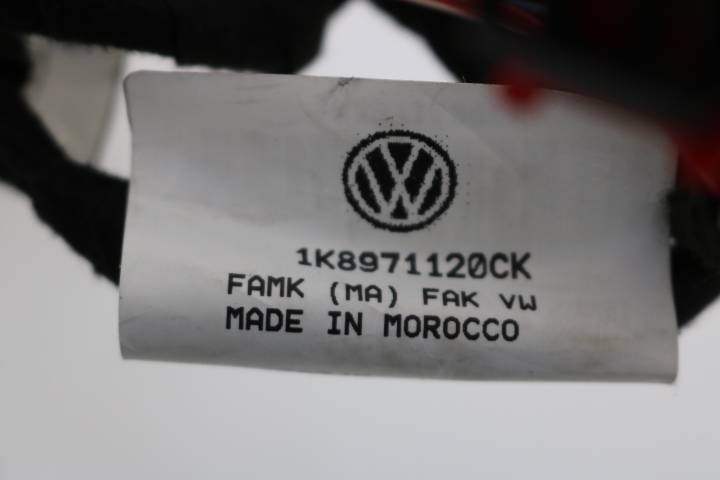 1K8971120CK
FAMK (MA) FAK VW
MADE IN MOROCCO